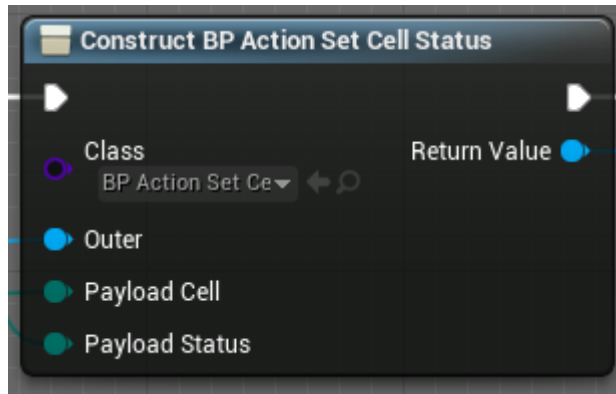 Construct BP Action Set Cell Status
Class
Return Value
BP Action Set Ce
Outer
Payload Cell
Payload Status